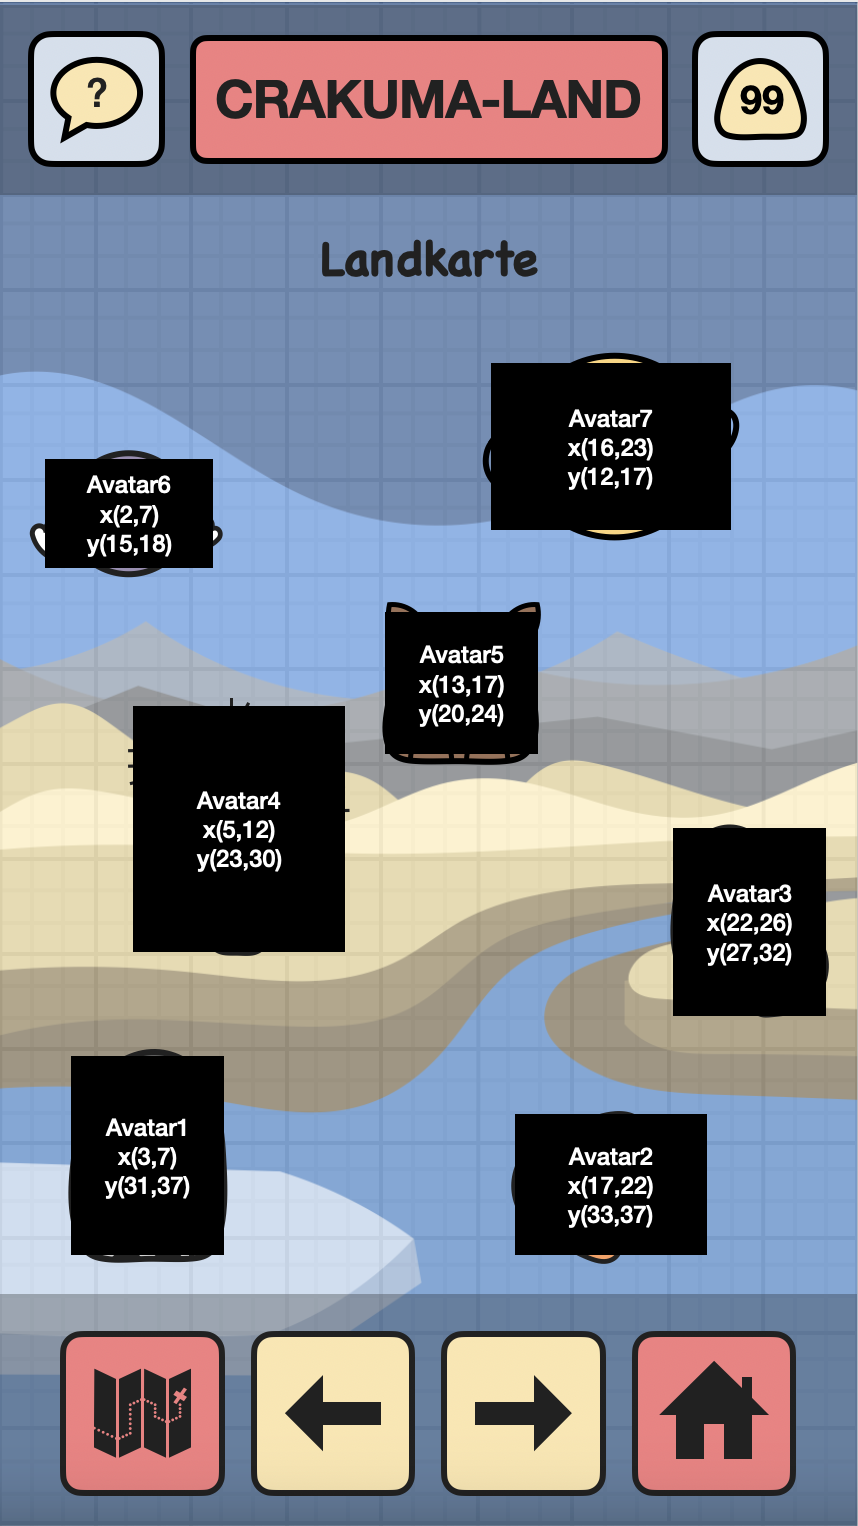 ?
CRAKUMA-LAND
99
Landkarte
Avatar7
x(16,23)
y(12,17)
Avatar6
x(2,7)
y(15,18)
Avatar5
x(13,17)
y(20,24)
Avatar4
x(5,12)
y(23,30)
Avatar3
x(22,26)
y(27,32)
Avatar1
x(3,7)
y(31,37)
Avatar2
x(17,22)
y(33,37)